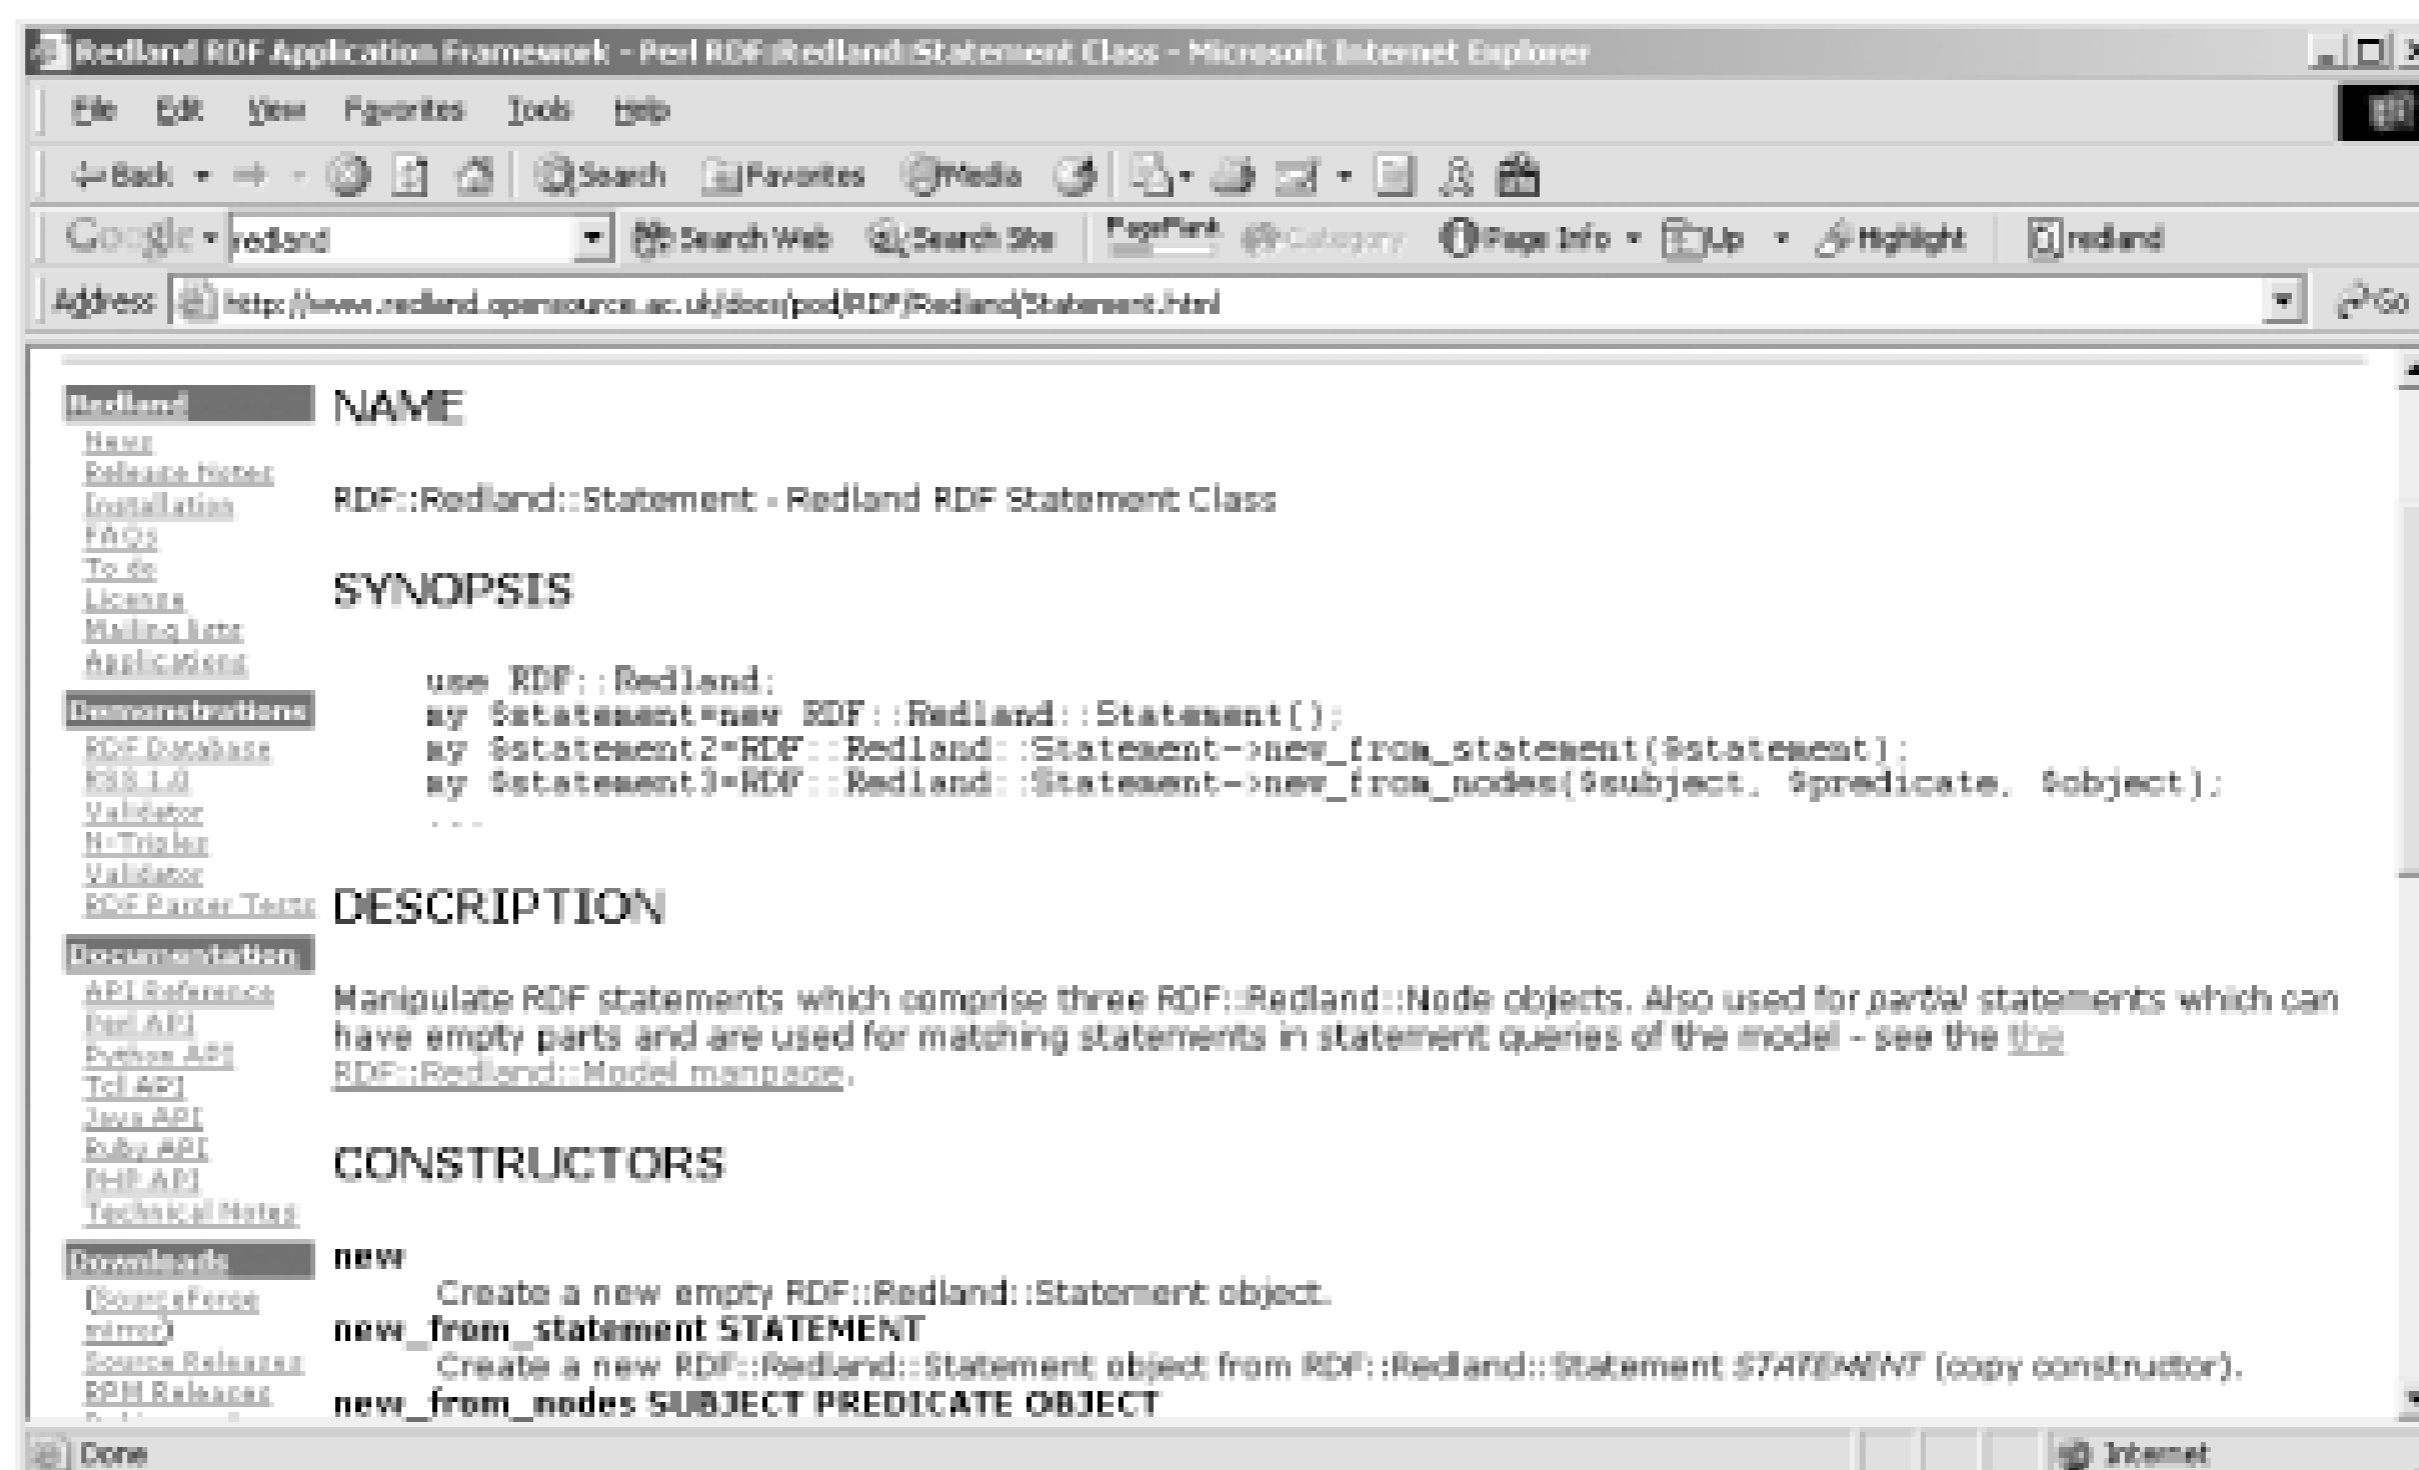 Redland RDF Application Framework - Perl RDF::Redland::Statement Class - Microsoft Internet Explorer
File Edit View Favorites Tools Help
Back Search Favorites Media
Google redland Search Web Search Site PageRank Category Page Info Up Highlight redland
Address http://www.redland.opensource.ac.uk/docs/pod/RDF/Redland/Statement.html Go
Redland
News
Release Notes
Installation
FAQs
To do
License
Mailing lists
Applications
Demonstrations
RDF Database
RSS 1.0
Validator
N-Triples
Validator
RDF Parser Tests
Documentation
API Reference
Perl API
Python API
Tcl API
Java API
Ruby API
PHP API
Technical Notes
Downloads
(SourceForge
mirror)
Source Releases
RPM Releases
NAME
RDF::Redland::Statement - Redland RDF Statement Class
SYNOPSIS
use RDF::Redland;
my $statement=new RDF::Redland::Statement();
my $statement2=RDF::Redland::Statement->new_from_statement($statement);
my $statement3=RDF::Redland::Statement->new_from_nodes($subject, $predicate, $object);
...
DESCRIPTION
Manipulate RDF statements which comprise three RDF::Redland::Node objects. Also used for partial statements which can
have empty parts and are used for matching statements in statement queries of the model - see the the
RDF::Redland::Model manpage.
CONSTRUCTORS
new
Create a new empty RDF::Redland::Statement object.
new_from_statement STATEMENT
Create a new RDF::Redland::Statement object from RDF::Redland::Statement STATEMENT (copy constructor).
new_from_nodes SUBJECT PREDICATE OBJECT
Done Internet